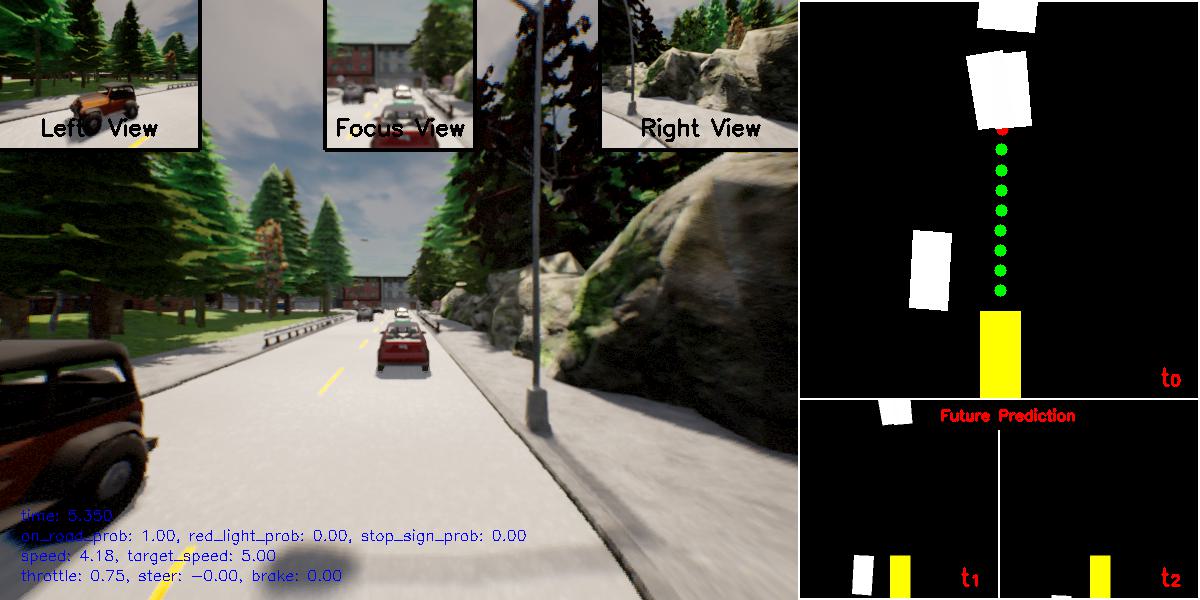 Left View
Focus View
Right View
time: 5.350
on_road_prob: 1.00, red_light_prob: 0.00, stop_sign_prob: 0.00
speed: 4.18, target_speed: 5.00
throttle: 0.75, steer: −0.00, brake: 0.00
t0
Future Prediction
t1
t2